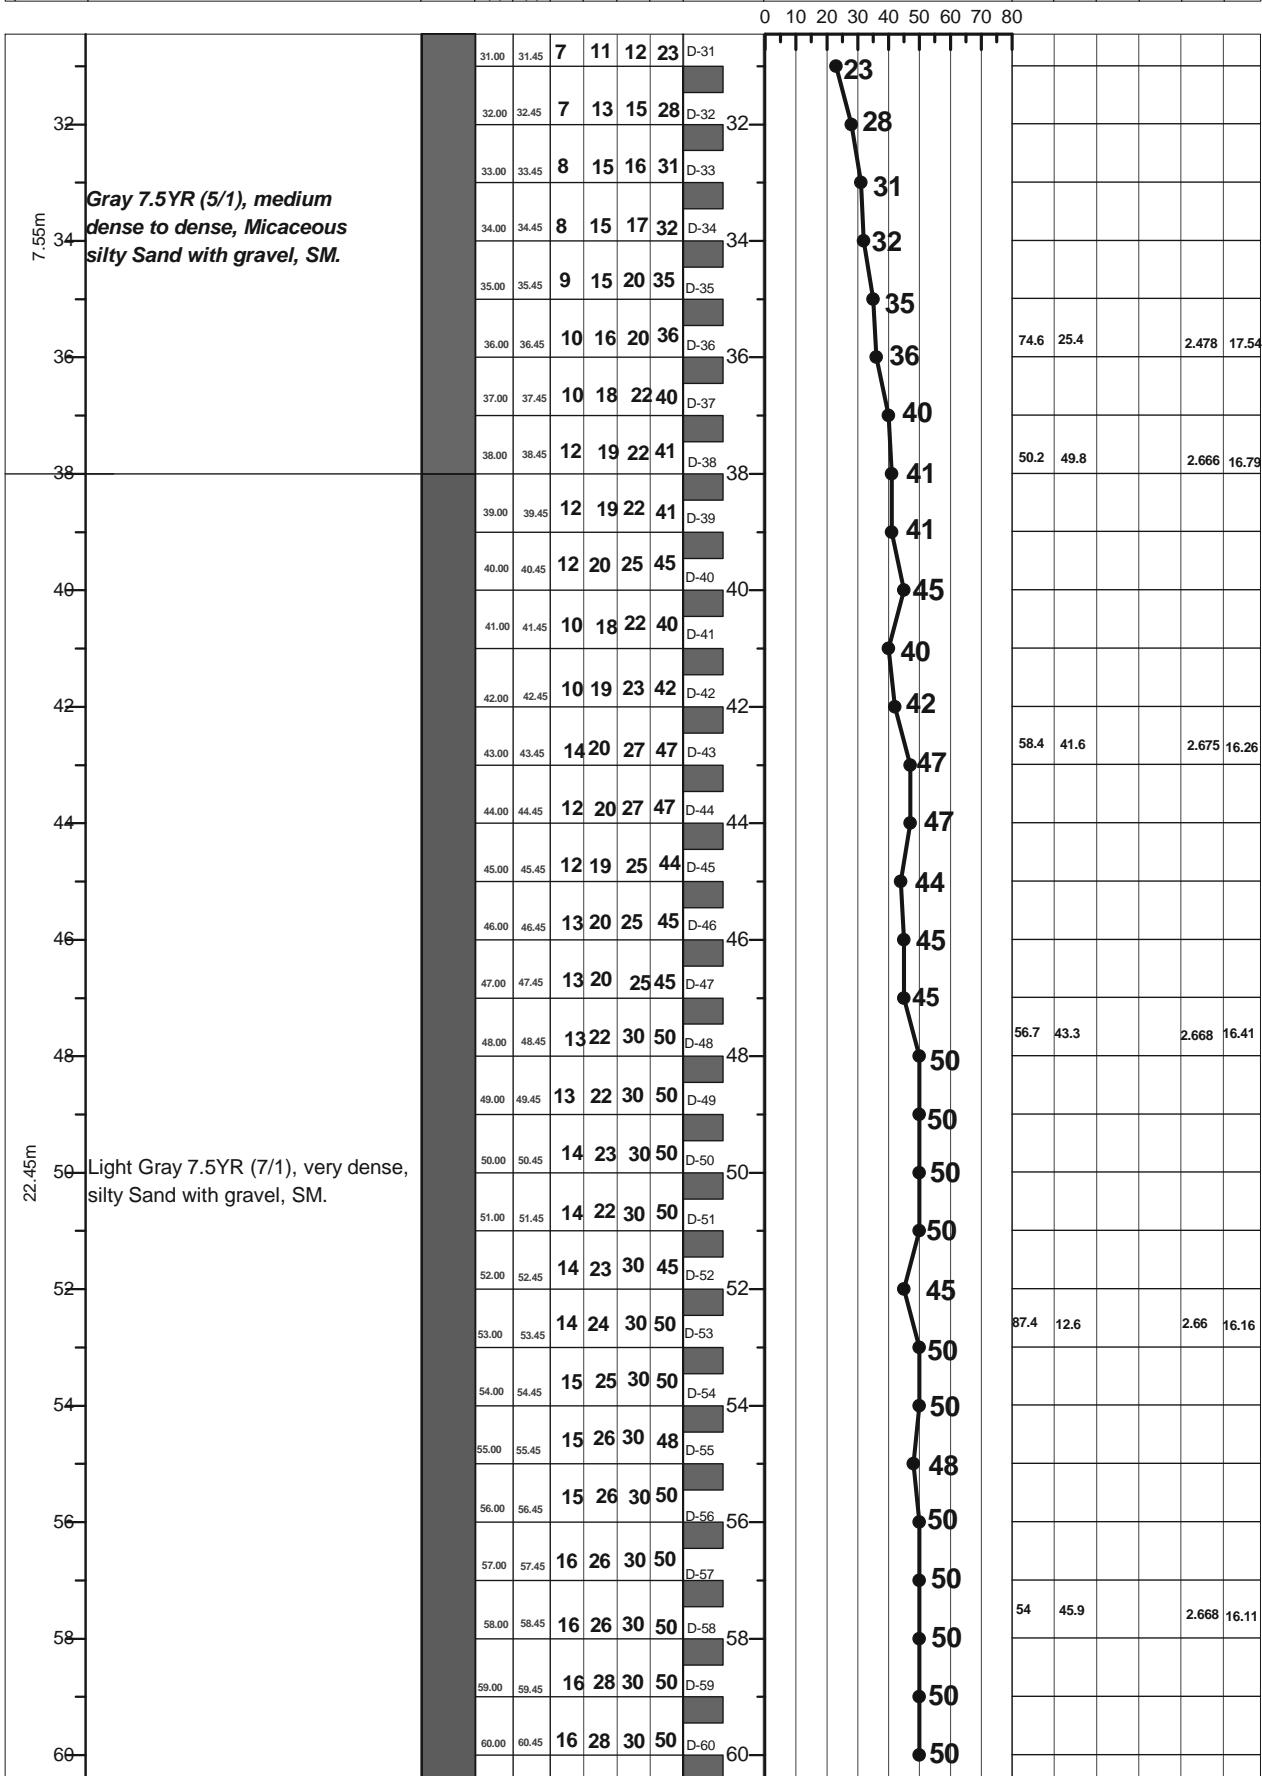 0 10 20 30 40 50 60 70 80
31.00 31.45 7 11 12 23 D-31 23
32 32.00 32.45 7 13 15 28 D-32 32 28
33.00 33.45 8 15 16 31 D-33 31
Gray 7.5YR (5/1), medium
dense to dense, Micaceous
silty Sand with gravel, SM.
7.55m
34 34.00 34.45 8 15 17 32 D-34 34 32
35.00 35.45 9 15 20 35 D-35 35
36 36.00 36.45 10 16 20 36 D-36 36 36 74.6 25.4 2.478 17.54
37.00 37.45 10 18 22 40 D-37 40
38 38.00 38.45 12 19 22 41 D-38 38 41 50.2 49.8 2.666 16.79
39.00 39.45 12 19 22 41 D-39 41
40 40.00 40.45 12 20 25 45 D-40 40 45
41.00 41.45 10 18 22 40 D-41 40
42 42.00 42.45 10 19 23 42 D-42 42 42
43.00 43.45 14 20 27 47 D-43 47 58.4 41.6 2.675 16.26
44 44.00 44.45 12 20 27 47 D-44 44 47
45.00 45.45 12 19 25 44 D-45 44
46 46.00 46.45 13 20 25 45 D-46 46 45
47.00 47.45 13 20 25 45 D-47 45
48 48.00 48.45 13 22 30 50 D-48 48 50 56.7 43.3 2.668 16.41
49.00 49.45 13 22 30 50 D-49 50
22.45m
50 50.00 50.45 14 23 30 50 D-50 50 50
Light Gray 7.5YR (7/1), very dense,
silty Sand with gravel, SM.
51.00 51.45 14 22 30 50 D-51 50
52 52.00 52.45 14 23 30 45 D-52 52 45
53.00 53.45 14 24 30 50 D-53 50 87.4 12.6 2.66 16.16
54 54.00 54.45 15 25 30 50 D-54 54 50
55.00 55.45 15 26 30 48 D-55 48
56 56.00 56.45 15 26 30 50 D-56 56 50
57.00 57.45 16 26 30 50 D-57 50
58 58.00 58.45 16 26 30 50 D-58 58 50 54 45.9 2.668 16.11
59.00 59.45 16 28 30 50 D-59 50
60 60.00 60.45 16 28 30 50 D-60 60 50